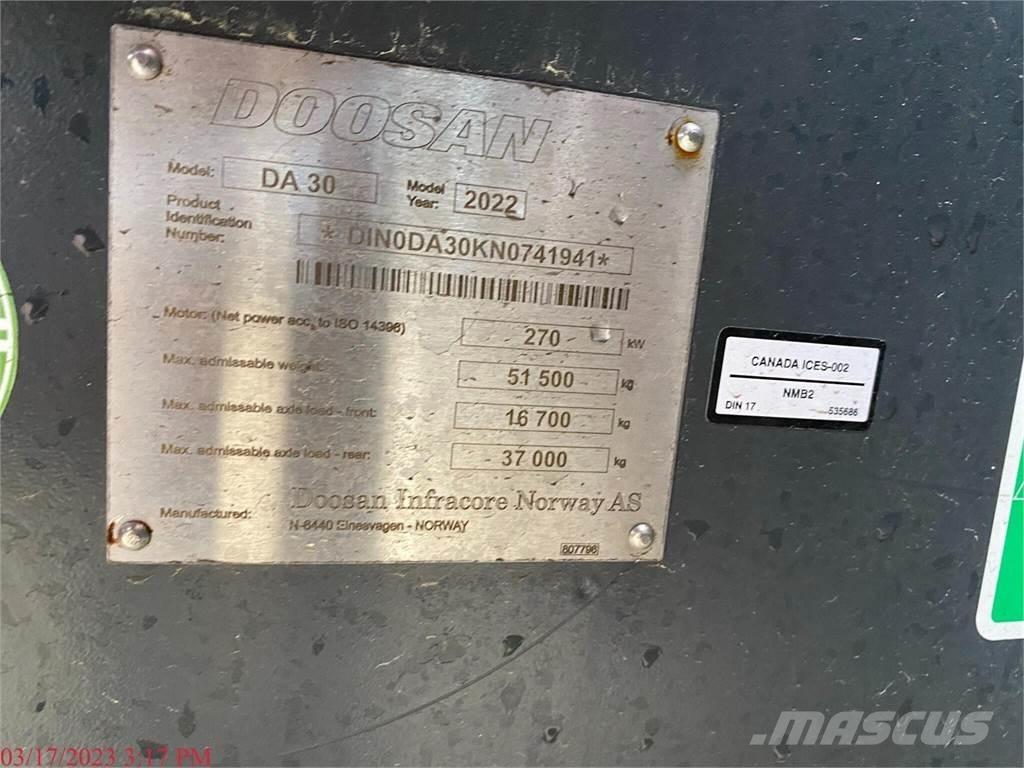 DOOSAN
Model: DA 30 Model Year: 2022
Product Identification Number: * DIN0DA30KN0741941*
Motor: (Net power acc. to ISO 14396) 270 kW
Max. admissable weight: 51 500 kg
Max. admissable axle load - front: 16 700 kg
Max. admissable axle load - rear: 37 000 kg
Manufactured: Doosan Infracore Norway AS
N-6440 Elnesvagen - NORWAY
807796
CANADA ICES-002
NMB2
DIN 17 535686
03/17/2023 3:17 PM
MASCUS